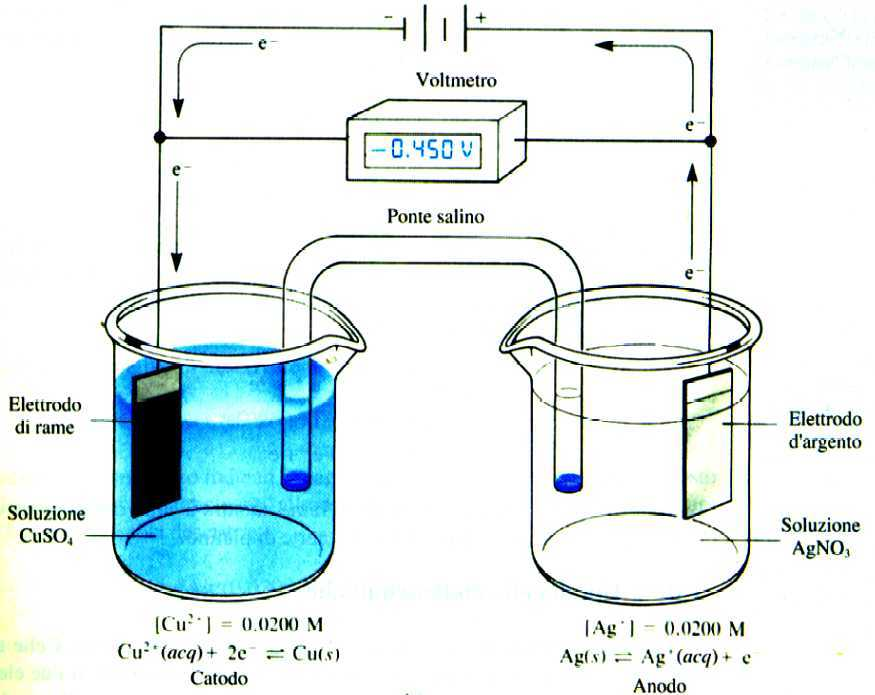 − +
e⁻
Voltmetro
e⁻
−0.450 V
e⁻
Ponte salino
e⁻
Elettrodo
di rame
Elettrodo
d'argento
Soluzione
CuSO₄
Soluzione
AgNO₃
[Cu²⁺] = 0.0200 M
Cu²⁺(acq) + 2e⁻ ⇌ Cu(s)
Catodo
[Ag⁺] = 0.0200 M
Ag(s) ⇌ Ag⁺(acq) + e⁻
Anodo